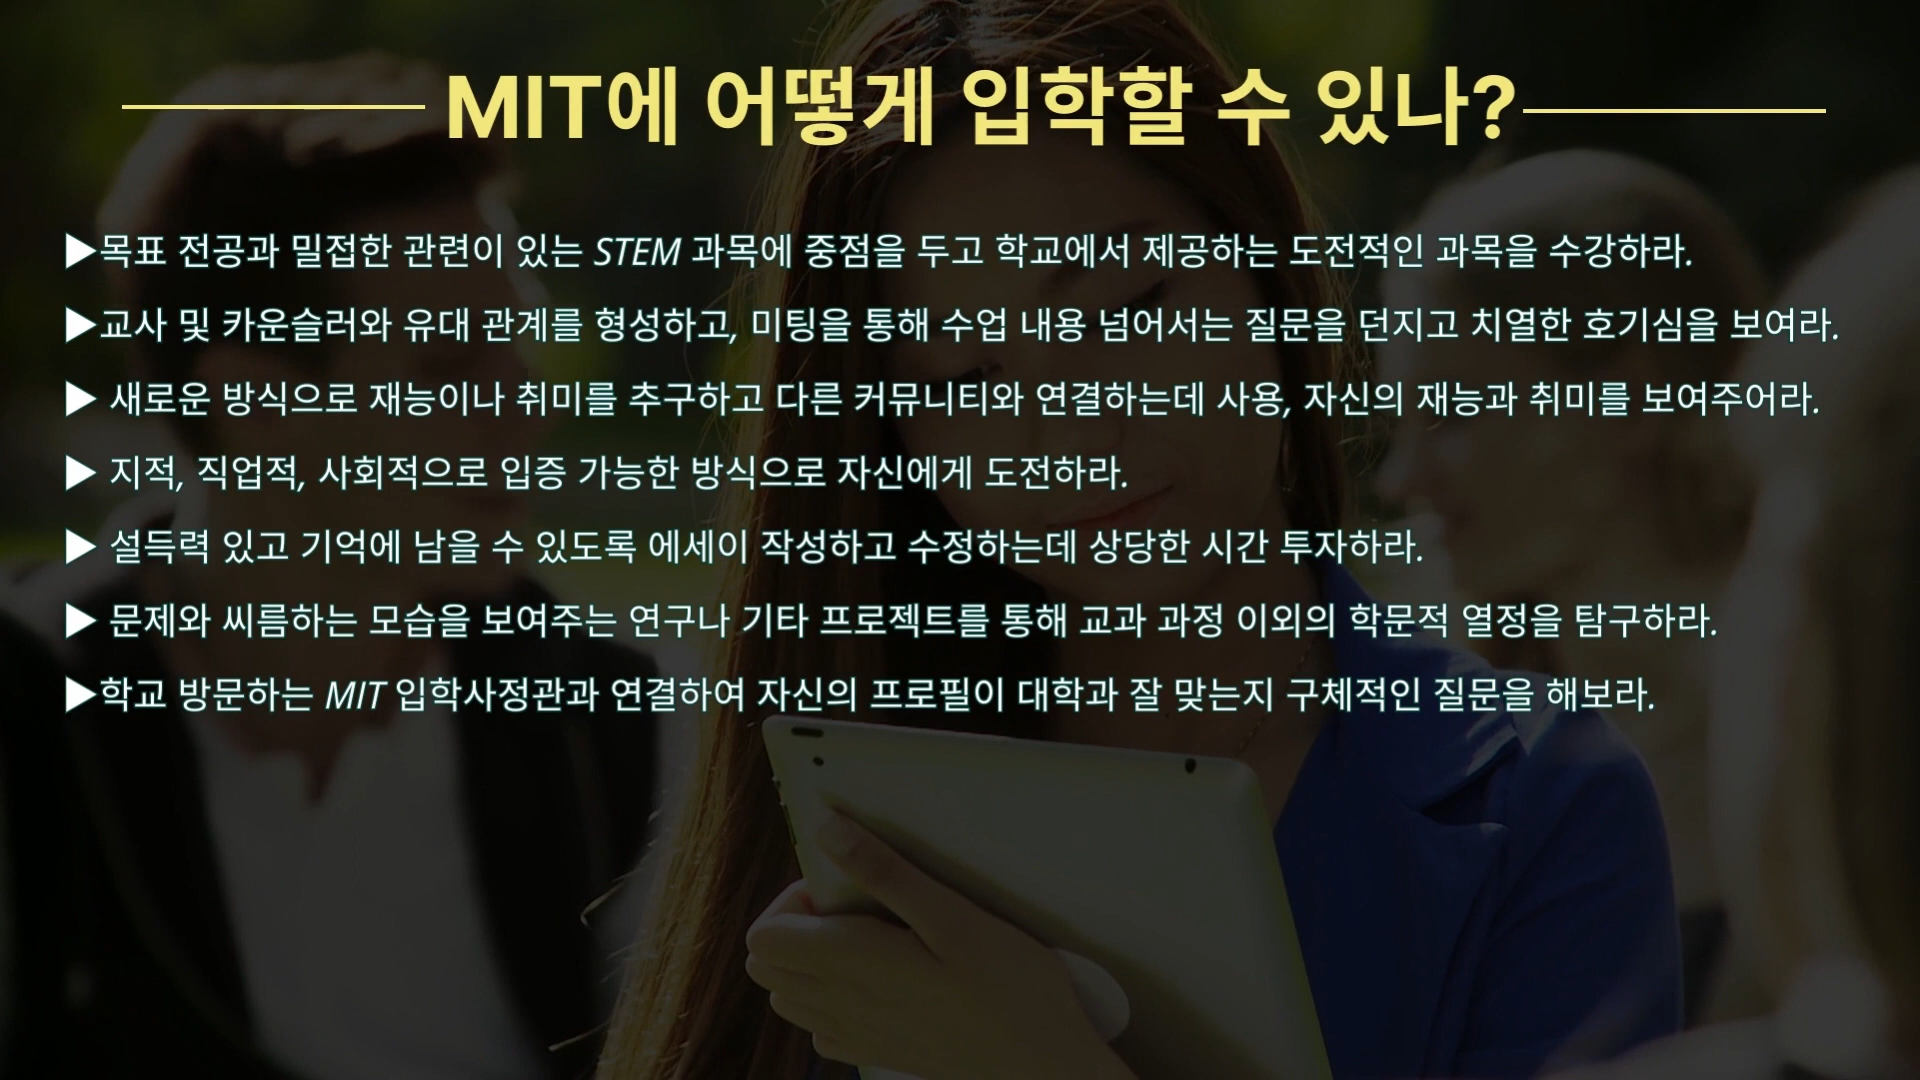 MIT에 어떻게 입학할 수 있나?
▶목표 전공과 밀접한 관련이 있는 STEM 과목에 중점을 두고 학교에서 제공하는 도전적인 과목을 수강하라.
▶교사 및 카운슬러와 유대 관계를 형성하고, 미팅을 통해 수업 내용 넘어서는 질문을 던지고 치열한 호기심을 보여라.
▶ 새로운 방식으로 재능이나 취미를 추구하고 다른 커뮤니티와 연결하는데 사용, 자신의 재능과 취미를 보여주어라.
▶ 지적, 직업적, 사회적으로 입증 가능한 방식으로 자신에게 도전하라.
▶ 설득력 있고 기억에 남을 수 있도록 에세이 작성하고 수정하는데 상당한 시간 투자하라.
▶ 문제와 씨름하는 모습을 보여주는 연구나 기타 프로젝트를 통해 교과 과정 이외의 학문적 열정을 탐구하라.
▶학교 방문하는 MIT 입학사정관과 연결하여 자신의 프로필이 대학과 잘 맞는지 구체적인 질문을 해보라.